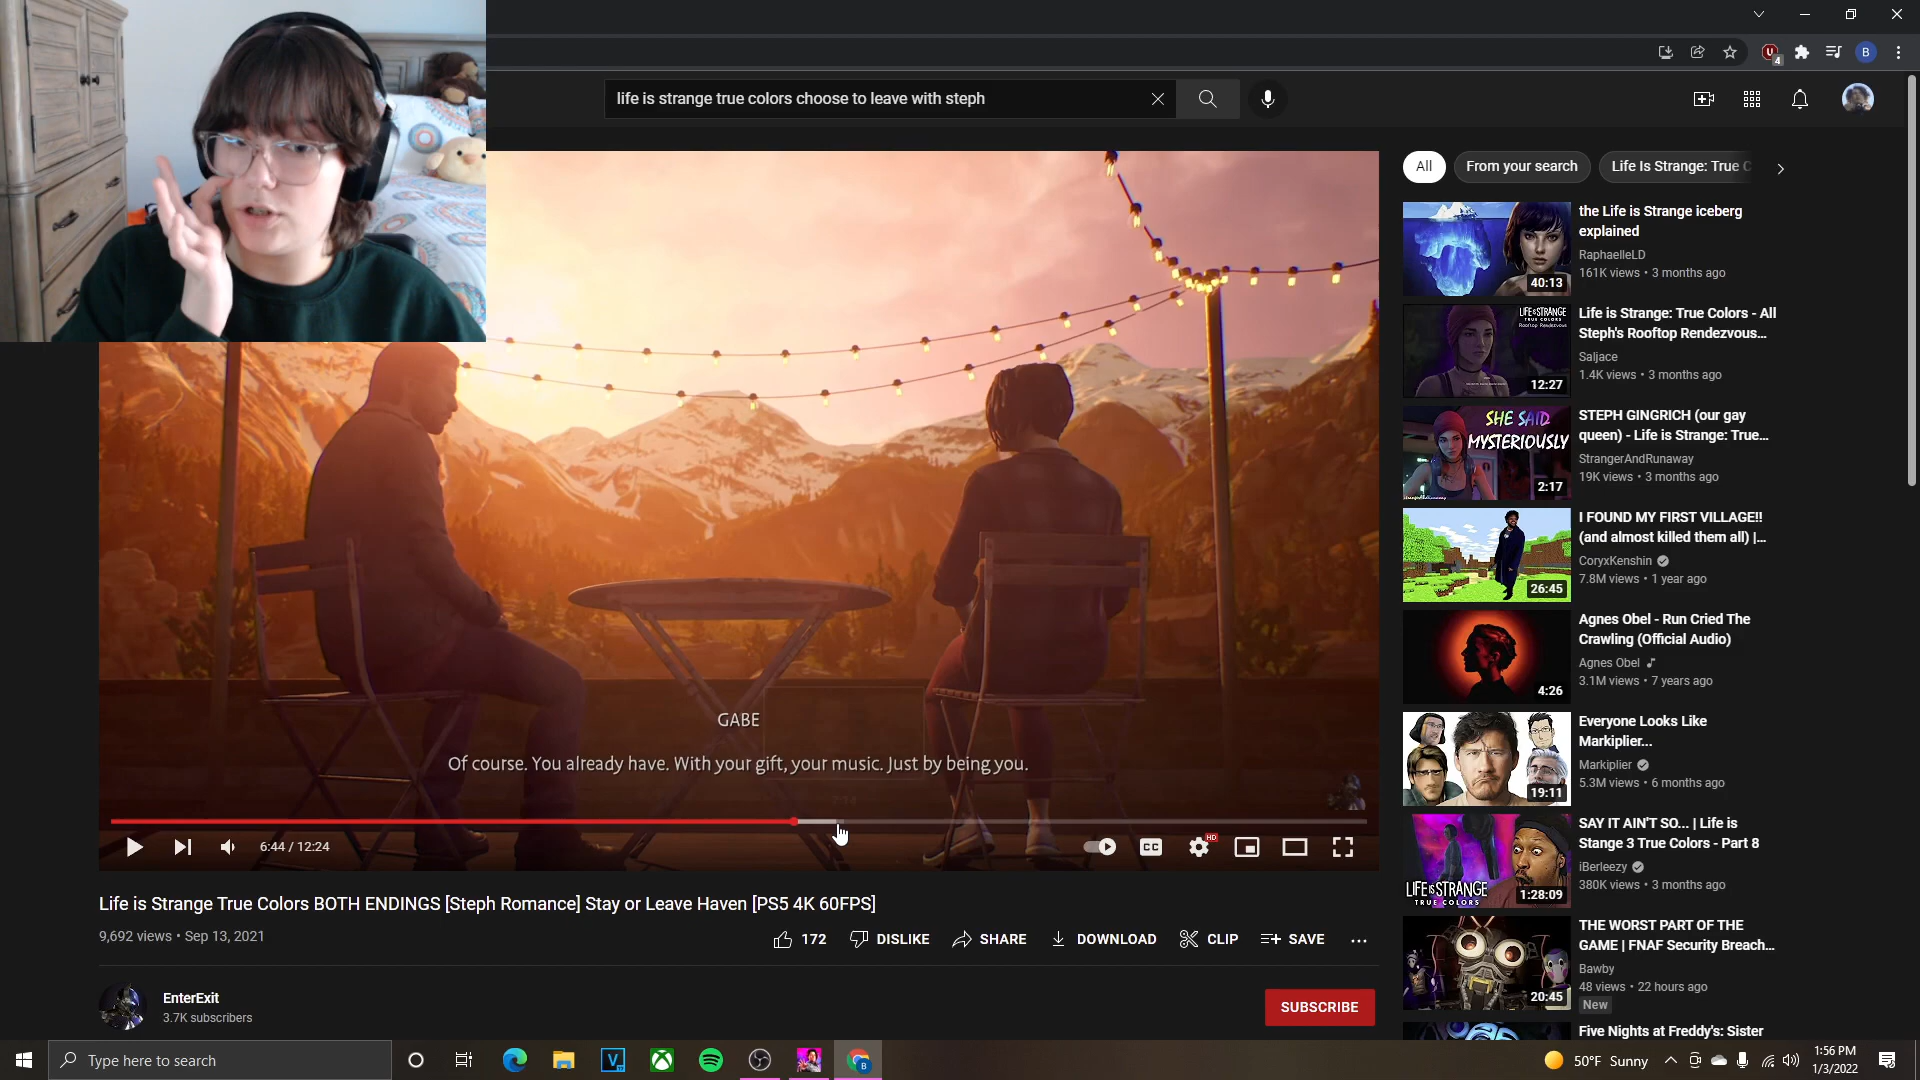 life is strange true colors choose to leave with steph
U
4
B
All
From your search
Life Is Strange: True C
the Life is Strange iceberg
explained
RaphaelleLD
161K views • 3 months ago
40:13
LIFE IS STRANGE
TRUE COLORS
Rooftop Rendezvous
Life is Strange: True Colors - All
Steph's Rooftop Rendezvous...
Saljace
1.4K views • 3 months ago
12:27
SHE SAID
MYSTERIOUSLY
STEPH GINGRICH (our gay
queen) - Life is Strange: True...
StrangerAndRunaway
19K views • 3 months ago
2:17
I FOUND MY FIRST VILLAGE!!
(and almost killed them all) |...
CoryxKenshin
7.8M views • 1 year ago
26:45
Agnes Obel - Run Cried The
Crawling (Official Audio)
Agnes Obel
3.1M views • 7 years ago
4:26
Everyone Looks Like
Markiplier...
Markiplier
5.3M views • 6 months ago
19:11
SAY IT AIN'T SO... | Life is
Stange 3 True Colors - Part 8
iBerleezy
380K views • 3 months ago
LIFE IS STRANGE
TRUE COLORS
1:28:09
THE WORST PART OF THE
GAME | FNAF Security Breach...
Bawby
48 views • 22 hours ago
New
20:45
Five Nights at Freddy's: Sister
GABE
Of course. You already have. With your gift, your music. Just by being you.
6:44 / 12:24
CC
HD
Life is Strange True Colors BOTH ENDINGS [Steph Romance] Stay or Leave Haven [PS5 4K 60FPS]
9,692 views • Sep 13, 2021
172
DISLIKE
SHARE
DOWNLOAD
CLIP
SAVE
EnterExit
3.7K subscribers
SUBSCRIBE
Type here to search
V
B
50°F Sunny
1:56 PM
1/3/2022